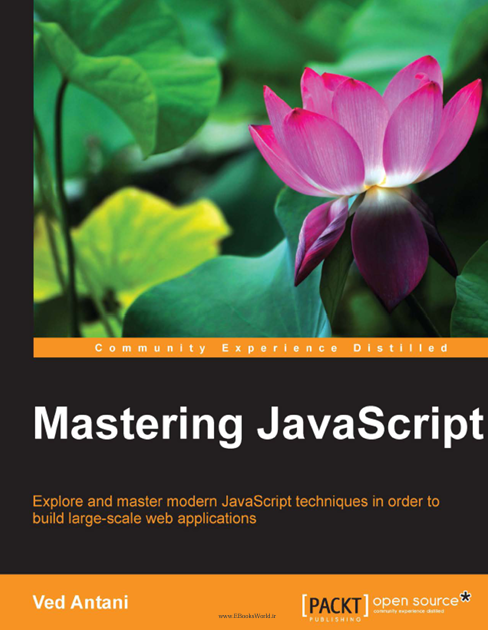 Community Experience Distilled
Mastering JavaScript
Explore and master modern JavaScript techniques in order to
build large-scale web applications
Ved Antani
www.EBooksWorld.ir
[PACKT] open source*
PUBLISHING community experience distilled